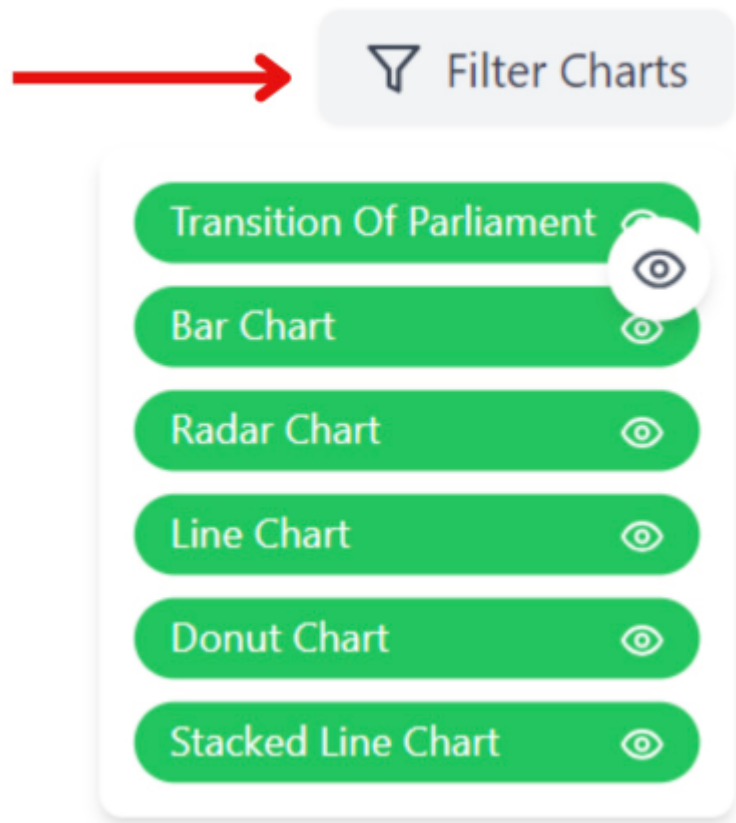 Filter Charts
Transition Of Parliament
Bar Chart
Radar Chart
Line Chart
Donut Chart
Stacked Line Chart